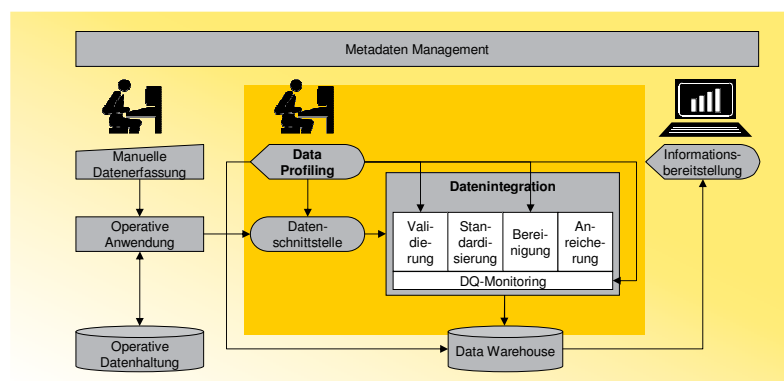 Metadaten Management
Manuelle
Datenerfassung
Data
Profiling
Informations-
bereitstellung
Datenintegration
Operative
Anwendung
Daten-
schnittstelle
Vali-
die-
rung
Stan-
dardi-
sierung
Berei-
nigung
An-
reiche-
rung
DQ-Monitoring
Operative
Datenhaltung
Data Warehouse